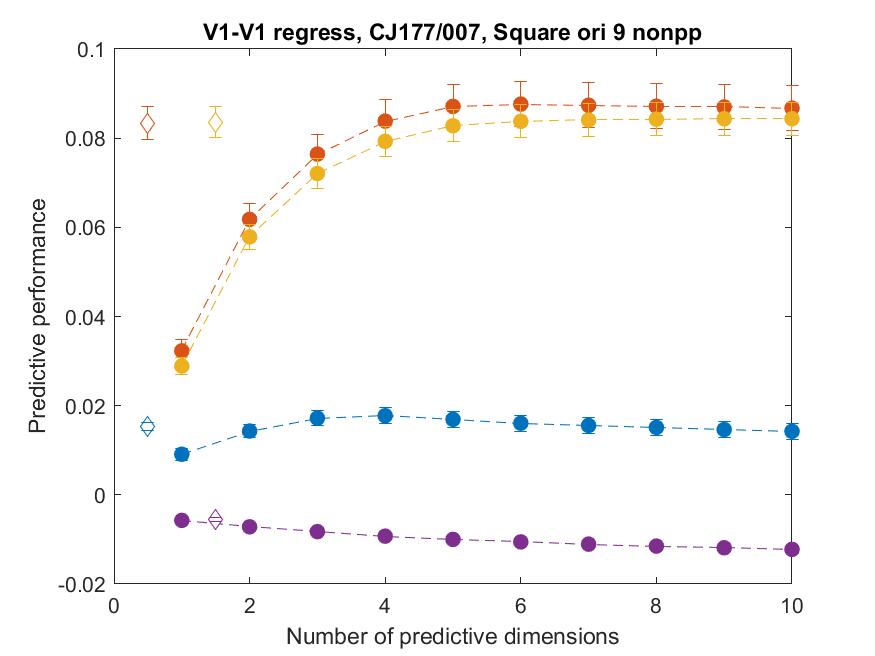 V1-V1 regress, CJ177/007, Square ori 9 nonpp
0.1
0.08
0.06
0.04
0.02
0
-0.02
Predictive performance
0 2 4 6 8 10
Number of predictive dimensions